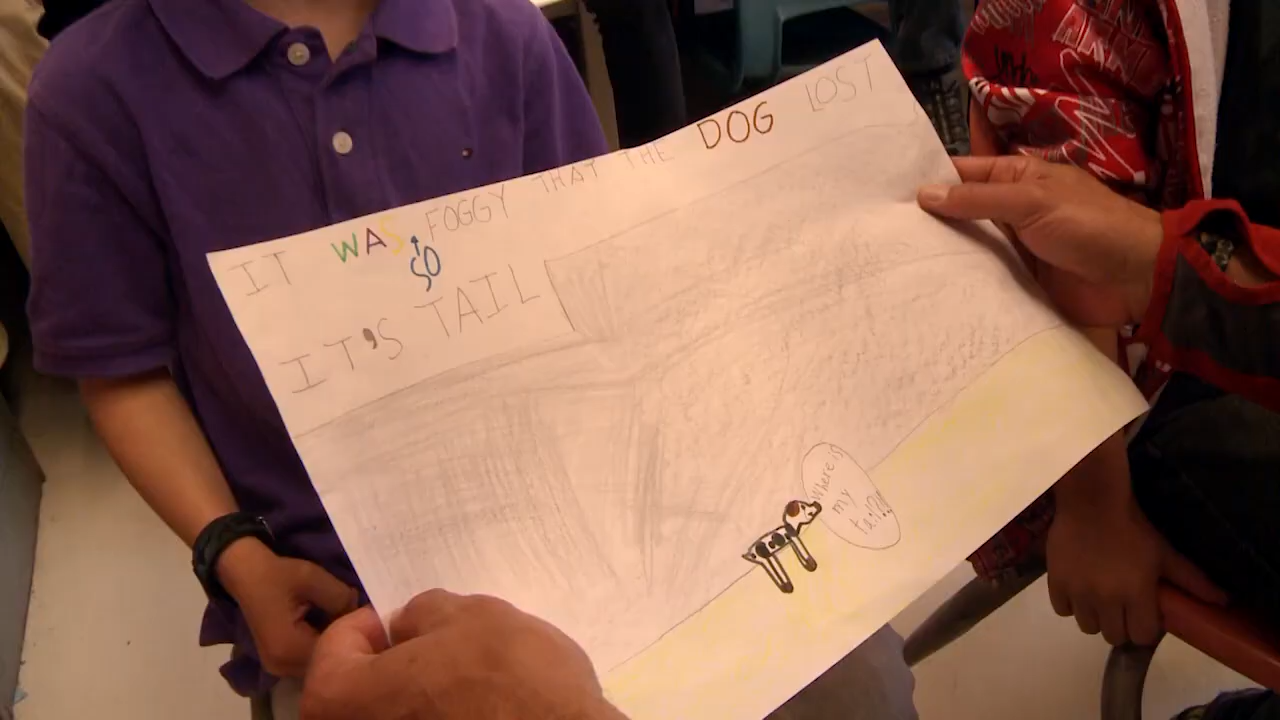 IT WAS SO FOGGY THAT THE DOG LOST
IT'S TAIL
where is
my
tail?!!